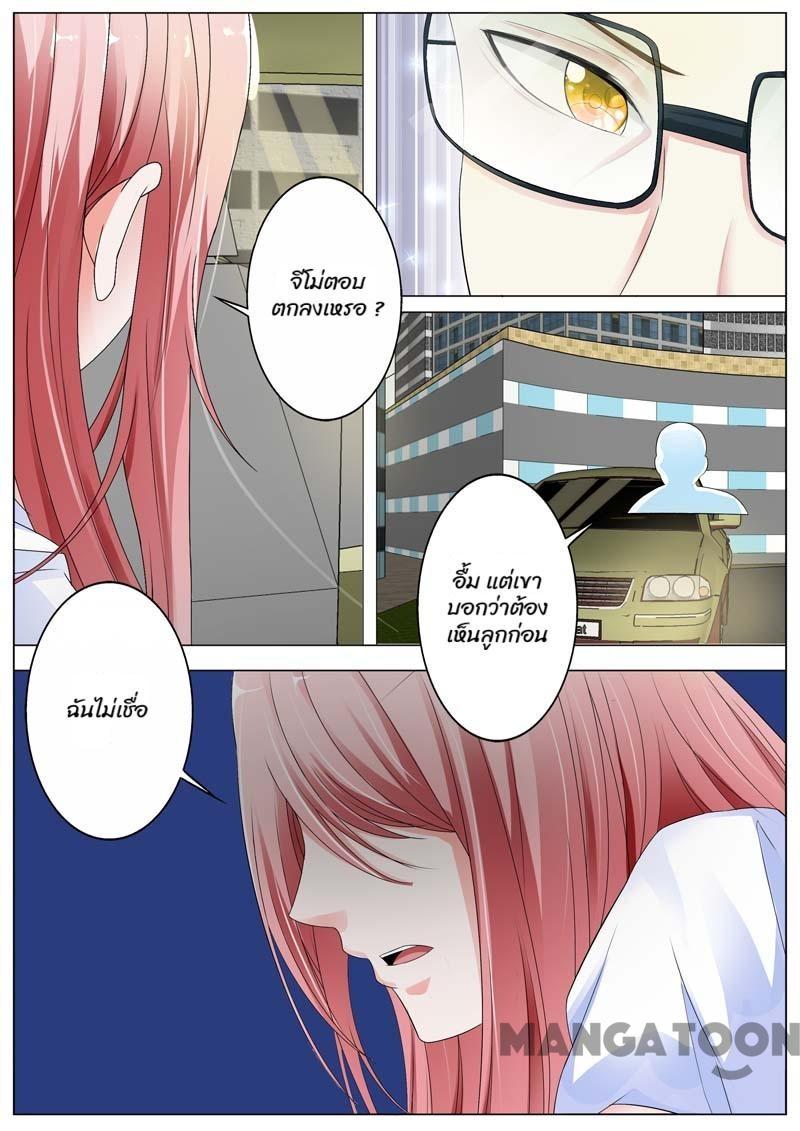 จีโม่ตอบ
ตกลงเหรอ ?
อื้ม แต่เขา
บอกว่าต้อง
เห็นลูกก่อน
ฉันไม่เชื่อ
at
MANGATOON